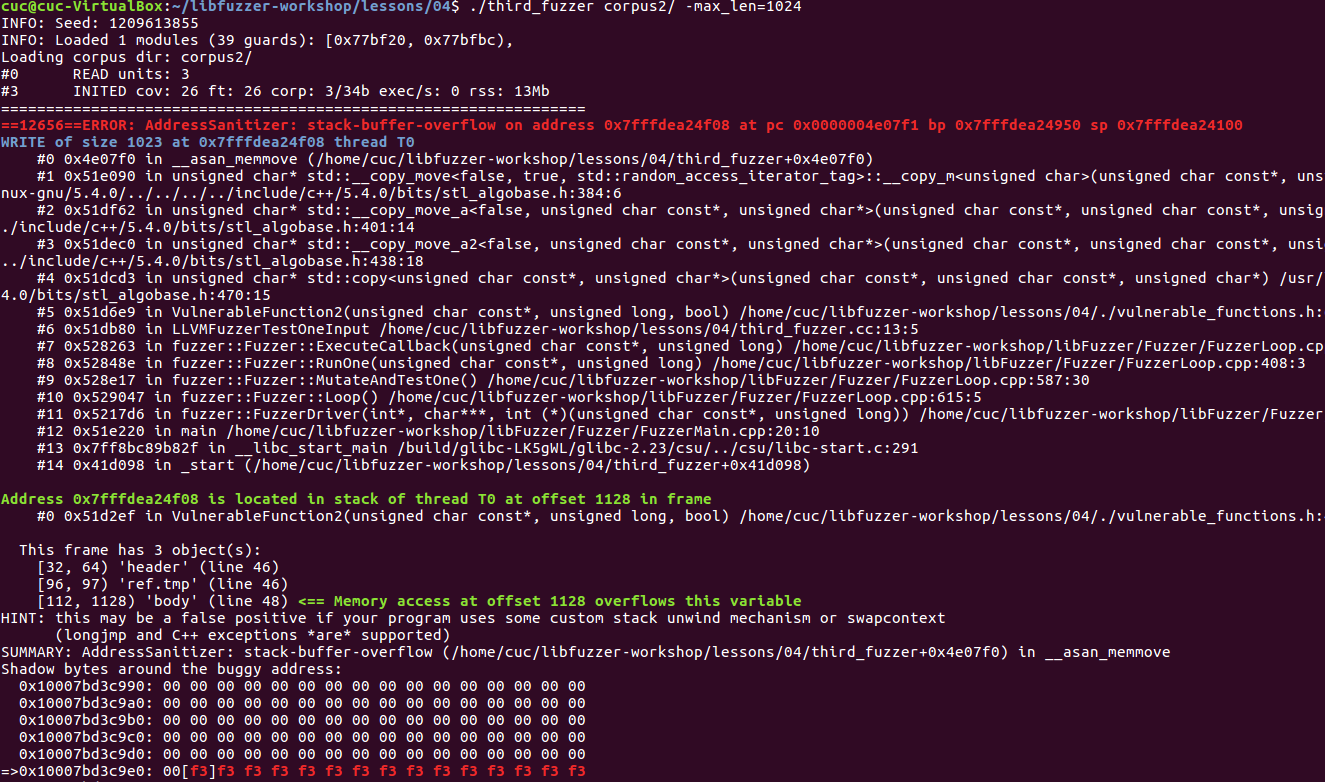 cuc@cuc-VirtualBox:~/libfuzzer-workshop/lessons/04$ ./third_fuzzer corpus2/ -max_len=1024
INFO: Seed: 1209613855
INFO: Loaded 1 modules (39 guards): [0x77bf20, 0x77bfbc),
Loading corpus dir: corpus2/
#0      READ units: 3
#3      INITED cov: 26 ft: 26 corp: 3/34b exec/s: 0 rss: 13Mb
=================================================================
==12656==ERROR: AddressSanitizer: stack-buffer-overflow on address 0x7fffdea24f08 at pc 0x0000004e07f1 bp 0x7fffdea24950 sp 0x7fffdea24100
WRITE of size 1023 at 0x7fffdea24f08 thread T0
    #0 0x4e07f0 in __asan_memmove (/home/cuc/libfuzzer-workshop/lessons/04/third_fuzzer+0x4e07f0)
    #1 0x51e090 in unsigned char* std::__copy_move<false, true, std::random_access_iterator_tag>::__copy_m<unsigned char>(unsigned char const*, uns
nux-gnu/5.4.0/../../../../include/c++/5.4.0/bits/stl_algobase.h:384:6
    #2 0x51df62 in unsigned char* std::__copy_move_a<false, unsigned char const*, unsigned char*>(unsigned char const*, unsigned char const*, unsig
./include/c++/5.4.0/bits/stl_algobase.h:401:14
    #3 0x51dec0 in unsigned char* std::__copy_move_a2<false, unsigned char const*, unsigned char*>(unsigned char const*, unsigned char const*, unsi
../include/c++/5.4.0/bits/stl_algobase.h:438:18
    #4 0x51dcd3 in unsigned char* std::copy<unsigned char const*, unsigned char*>(unsigned char const*, unsigned char const*, unsigned char*) /usr/
4.0/bits/stl_algobase.h:470:15
    #5 0x51d6e9 in VulnerableFunction2(unsigned char const*, unsigned long, bool) /home/cuc/libfuzzer-workshop/lessons/04/./vulnerable_functions.h:
    #6 0x51db80 in LLVMFuzzerTestOneInput /home/cuc/libfuzzer-workshop/lessons/04/third_fuzzer.cc:13:5
    #7 0x528263 in fuzzer::Fuzzer::ExecuteCallback(unsigned char const*, unsigned long) /home/cuc/libfuzzer-workshop/libFuzzer/Fuzzer/FuzzerLoop.cp
    #8 0x52848e in fuzzer::Fuzzer::RunOne(unsigned char const*, unsigned long) /home/cuc/libfuzzer-workshop/libFuzzer/Fuzzer/FuzzerLoop.cpp:408:3
    #9 0x528e17 in fuzzer::Fuzzer::MutateAndTestOne() /home/cuc/libfuzzer-workshop/libFuzzer/Fuzzer/FuzzerLoop.cpp:587:30
    #10 0x529047 in fuzzer::Fuzzer::Loop() /home/cuc/libfuzzer-workshop/libFuzzer/Fuzzer/FuzzerLoop.cpp:615:5
    #11 0x5217d6 in fuzzer::FuzzerDriver(int*, char***, int (*)(unsigned char const*, unsigned long)) /home/cuc/libfuzzer-workshop/libFuzzer/Fuzzer
    #12 0x51e220 in main /home/cuc/libfuzzer-workshop/libFuzzer/Fuzzer/FuzzerMain.cpp:20:10
    #13 0x7ff8bc89b82f in __libc_start_main /build/glibc-LK5gWL/glibc-2.23/csu/../csu/libc-start.c:291
    #14 0x41d098 in _start (/home/cuc/libfuzzer-workshop/lessons/04/third_fuzzer+0x41d098)

Address 0x7fffdea24f08 is located in stack of thread T0 at offset 1128 in frame
    #0 0x51d2ef in VulnerableFunction2(unsigned char const*, unsigned long, bool) /home/cuc/libfuzzer-workshop/lessons/04/./vulnerable_functions.h:

  This frame has 3 object(s):
    [32, 64) 'header' (line 46)
    [96, 97) 'ref.tmp' (line 46)
    [112, 1128) 'body' (line 48) <== Memory access at offset 1128 overflows this variable
HINT: this may be a false positive if your program uses some custom stack unwind mechanism or swapcontext
      (longjmp and C++ exceptions *are* supported)
SUMMARY: AddressSanitizer: stack-buffer-overflow (/home/cuc/libfuzzer-workshop/lessons/04/third_fuzzer+0x4e07f0) in __asan_memmove
Shadow bytes around the buggy address:
  0x10007bd3c990: 00 00 00 00 00 00 00 00 00 00 00 00 00 00 00 00
  0x10007bd3c9a0: 00 00 00 00 00 00 00 00 00 00 00 00 00 00 00 00
  0x10007bd3c9b0: 00 00 00 00 00 00 00 00 00 00 00 00 00 00 00 00
  0x10007bd3c9c0: 00 00 00 00 00 00 00 00 00 00 00 00 00 00 00 00
  0x10007bd3c9d0: 00 00 00 00 00 00 00 00 00 00 00 00 00 00 00 00
=>0x10007bd3c9e0: 00[f3]f3 f3 f3 f3 f3 f3 f3 f3 f3 f3 f3 f3 f3 f3